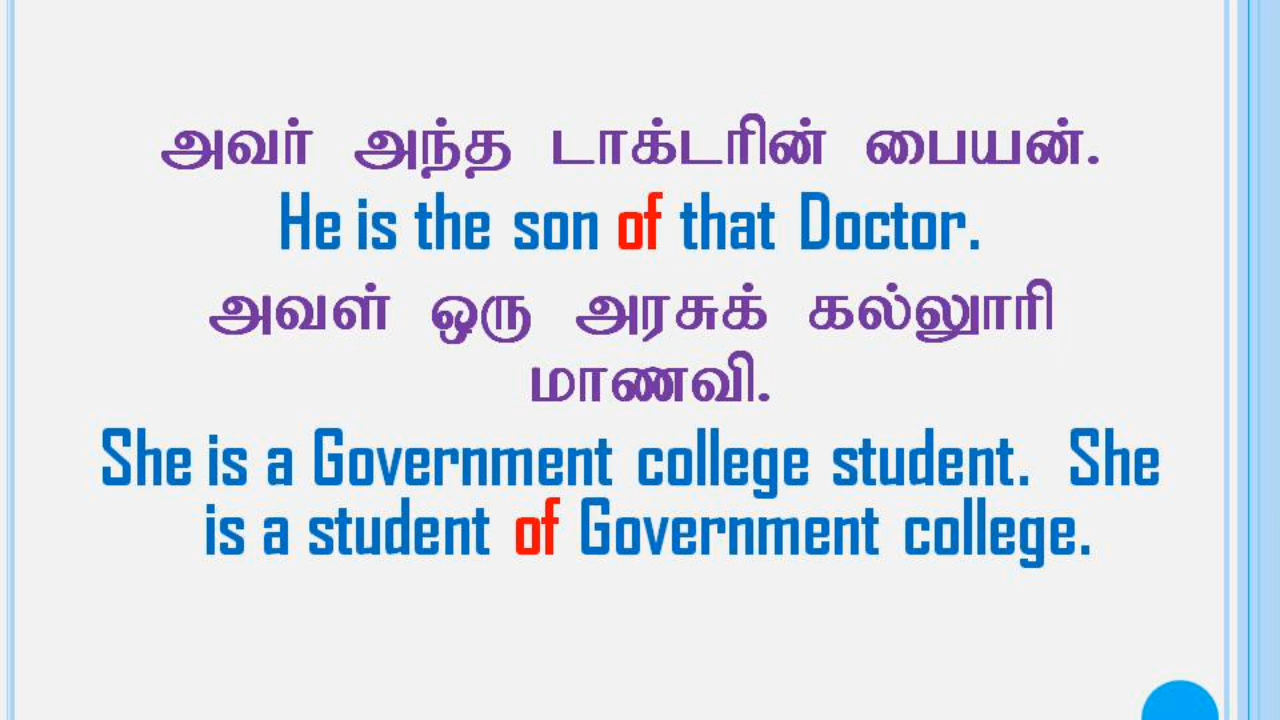 அவர் அந்த டாக்டரின் பையன்.
He is the son of that Doctor.
அவள் ஒரு அரசுக் கல்லுாரி
மாணவி.
She is a Government college student. She
is a student of Government college.